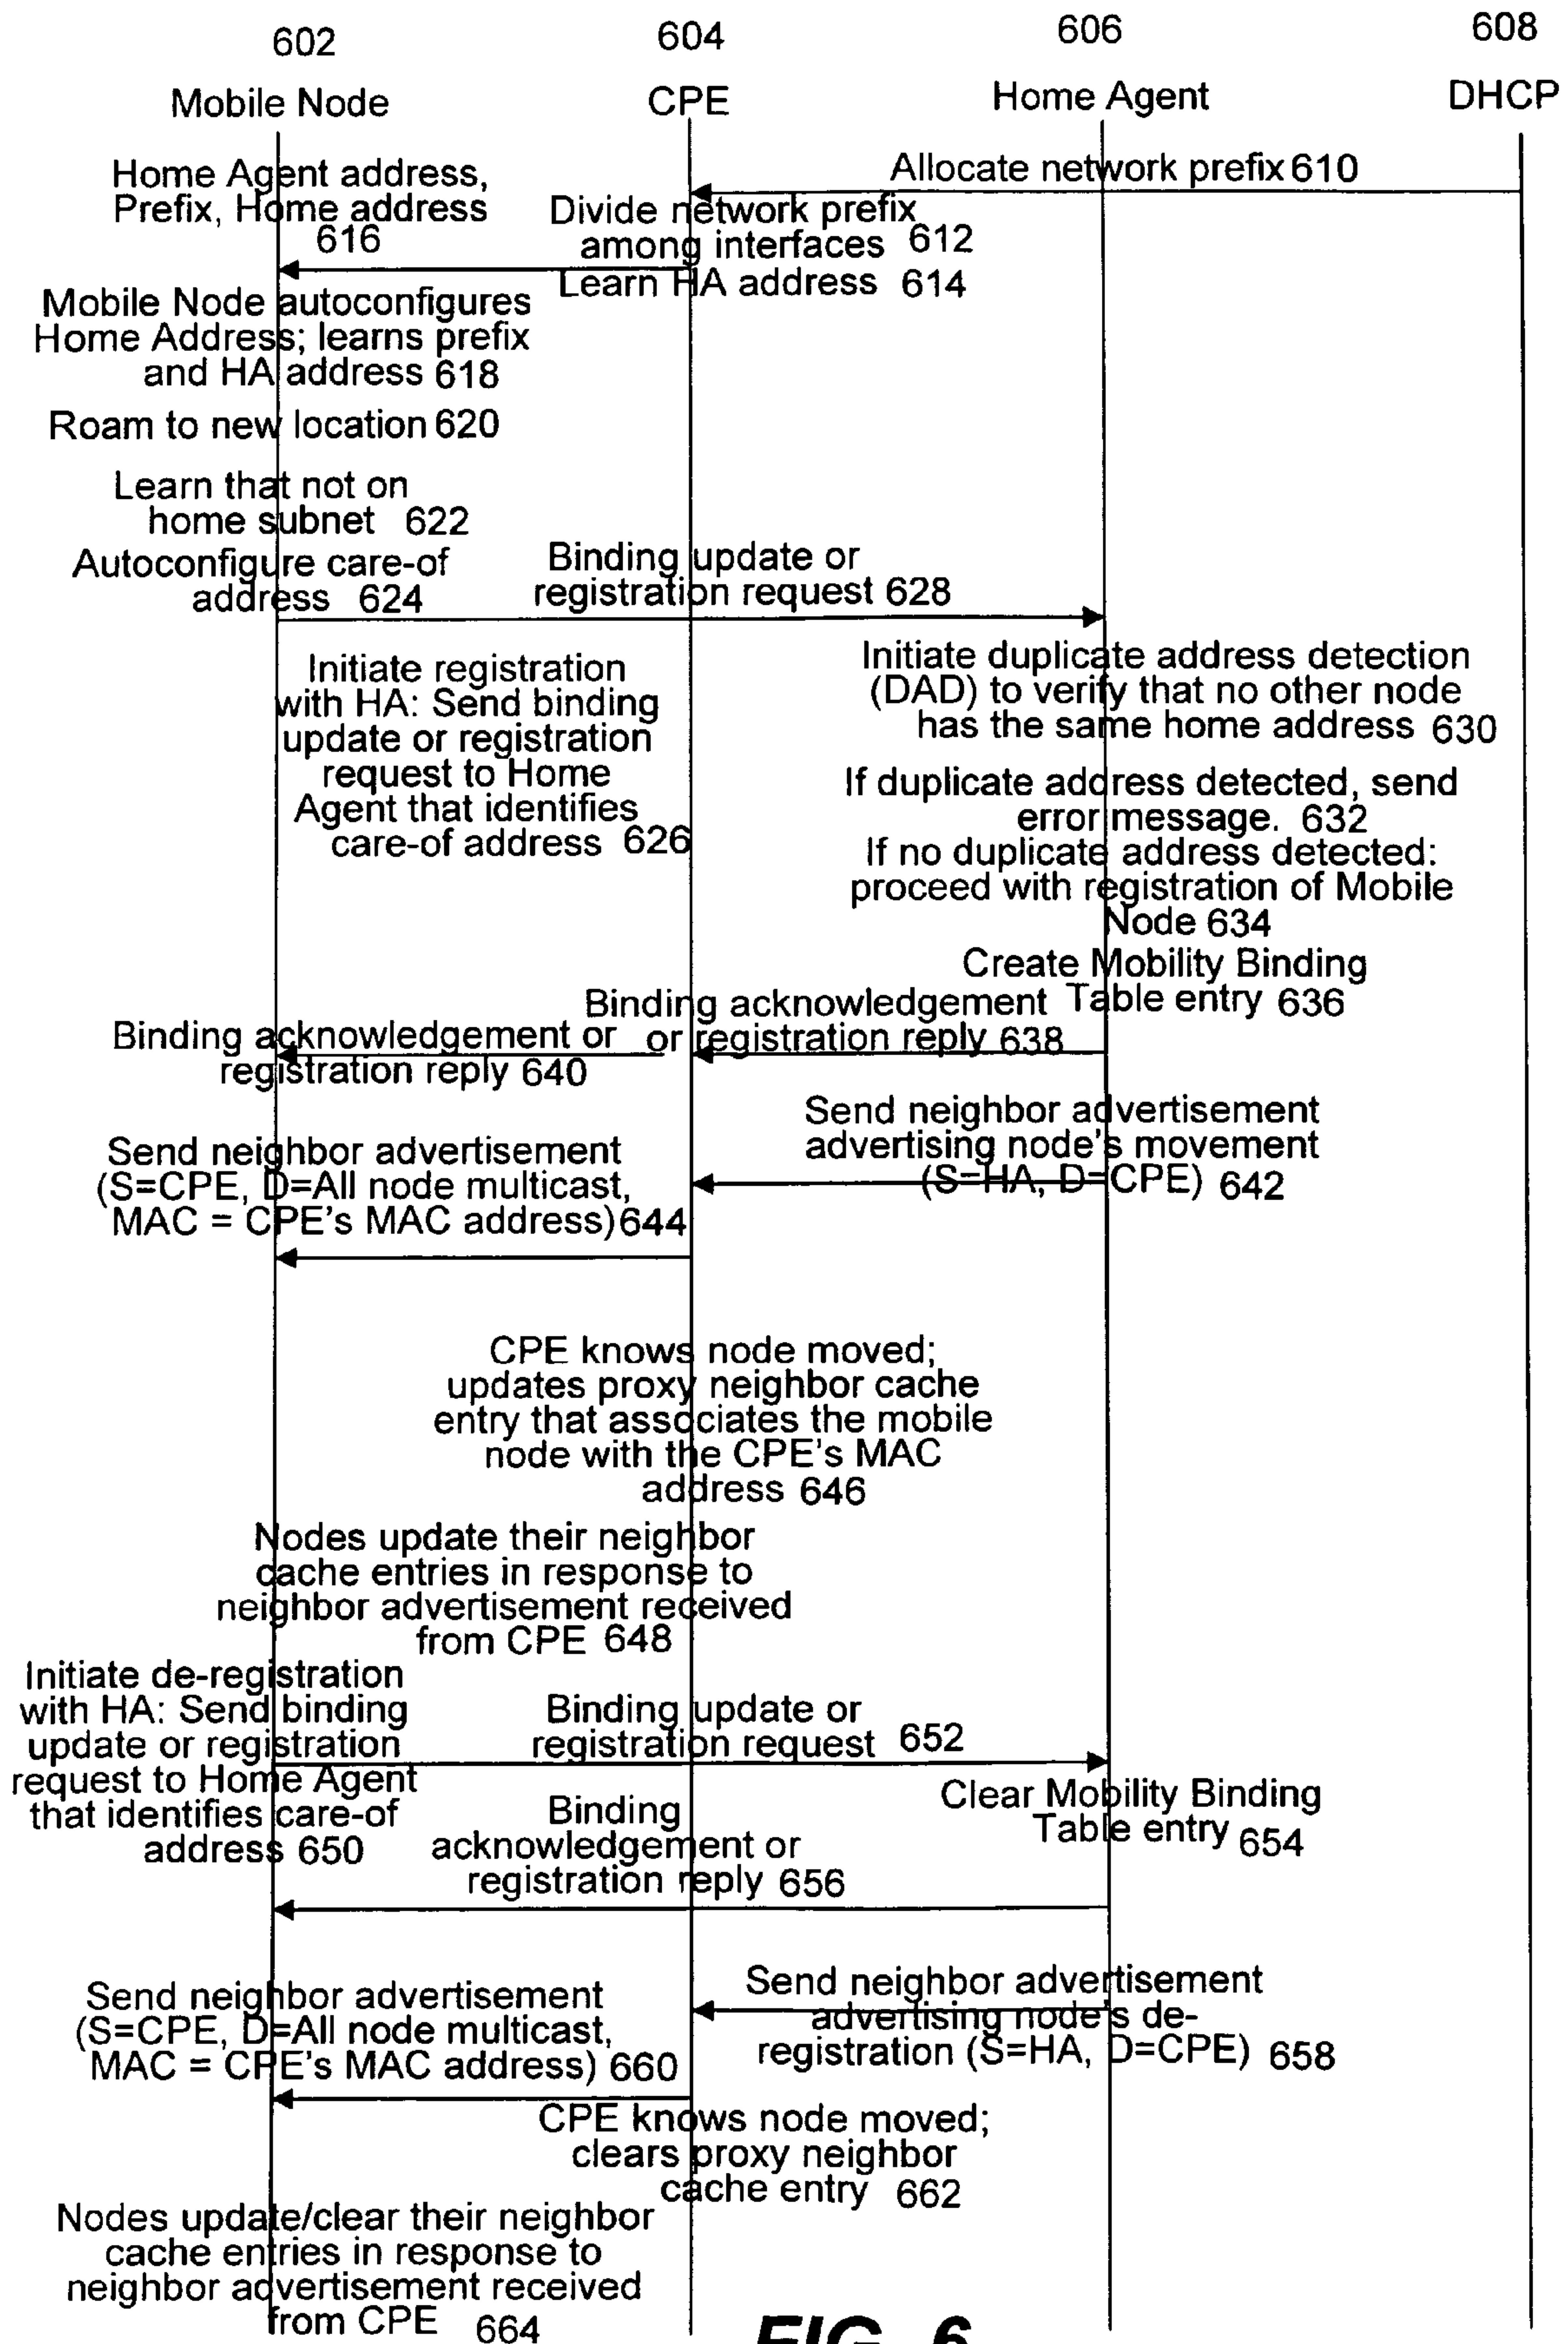 602
604
606
608
Mobile Node
CPE
Home Agent
DHCP
Allocate network prefix 610
Home Agent address,
Prefix, Home address
616
Divide network prefix
among interfaces 612
Learn HA address 614
Mobile Node autoconfigures
Home Address; learns prefix
and HA address 618
Roam to new location 620
Learn that not on
home subnet 622
Autoconfigure care-of
address 624
Binding update or
registration request 628
Initiate registration
with HA: Send binding
update or registration
request to Home
Agent that identifies
care-of address 626
Initiate duplicate address detection
(DAD) to verify that no other node
has the same home address 630
If duplicate address detected, send
error message. 632
If no duplicate address detected:
proceed with registration of Mobile
Node 634
Create Mobility Binding
Table entry 636
Binding acknowledgement
or registration reply 638
Binding acknowledgement or
registration reply 640
Send neighbor advertisement
advertising node's movement
(S=HA, D=CPE) 642
Send neighbor advertisement
(S=CPE, D=All node multicast,
MAC = CPE's MAC address) 644
CPE knows node moved;
updates proxy neighbor cache
entry that associates the mobile
node with the CPE's MAC
address 646
Nodes update their neighbor
cache entries in response to
neighbor advertisement received
from CPE 648
Initiate de-registration
with HA: Send binding
update or registration
request to Home Agent
that identifies care-of
address 650
Binding update or
registration request 652
Clear Mobility Binding
Table entry 654
Binding
acknowledgement or
registration reply 656
Send neighbor advertisement
advertising node's de-
registration (S=HA, D=CPE) 658
Send neighbor advertisement
(S=CPE, D=All node multicast,
MAC = CPE's MAC address) 660
CPE knows node moved;
clears proxy neighbor
cache entry 662
Nodes update/clear their neighbor
cache entries in response to
neighbor advertisement received
from CPE 664
FIG. 6